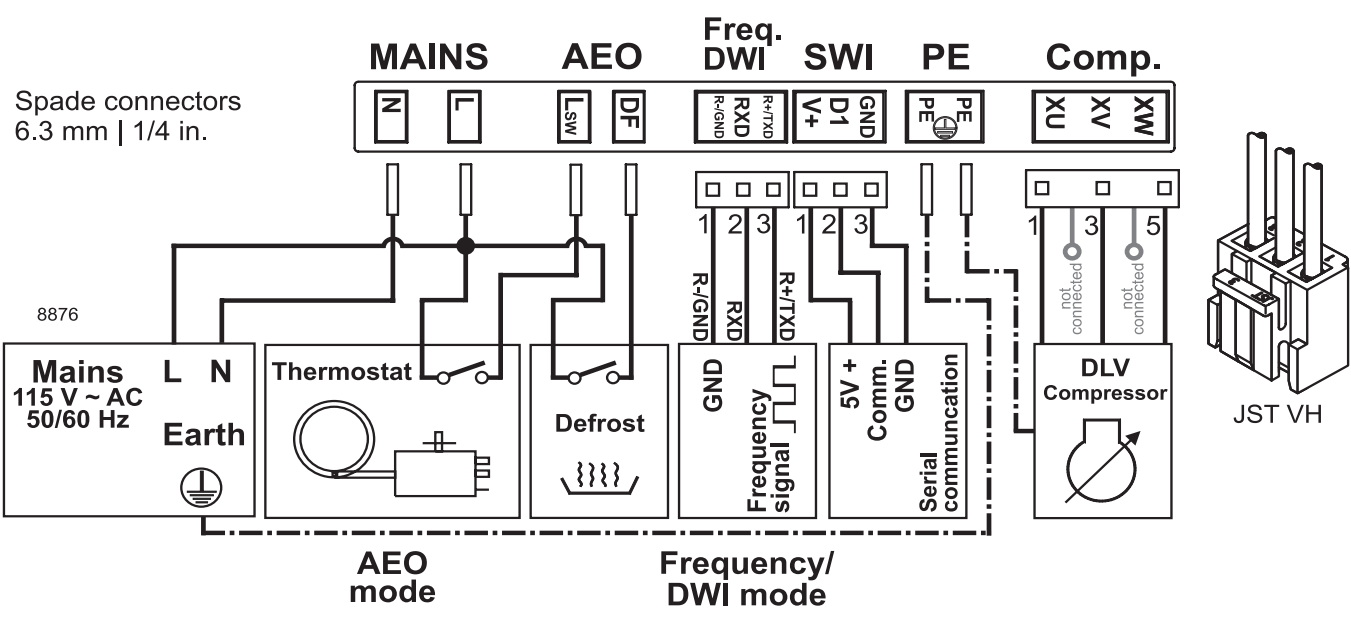 MAINS AEO Freq. DWI SWI PE Comp.
Spade connectors
6.3 mm | 1/4 in.
N L LSW DF R-/GND RXD R+/TXD V+ D1 GND PE PE XU XV XW
1 2 3 1 2 3 1 3 5
not connected
not connected
R-/GND RXD R+/TXD
8876
Mains L N
115 V ~ AC
50/60 Hz
Earth
Thermostat
Defrost
GND
Frequency
signal
5V +
Comm.
GND
Serial
communcation
DLV
Compressor
JST VH
AEO
mode
Frequency/
DWI mode